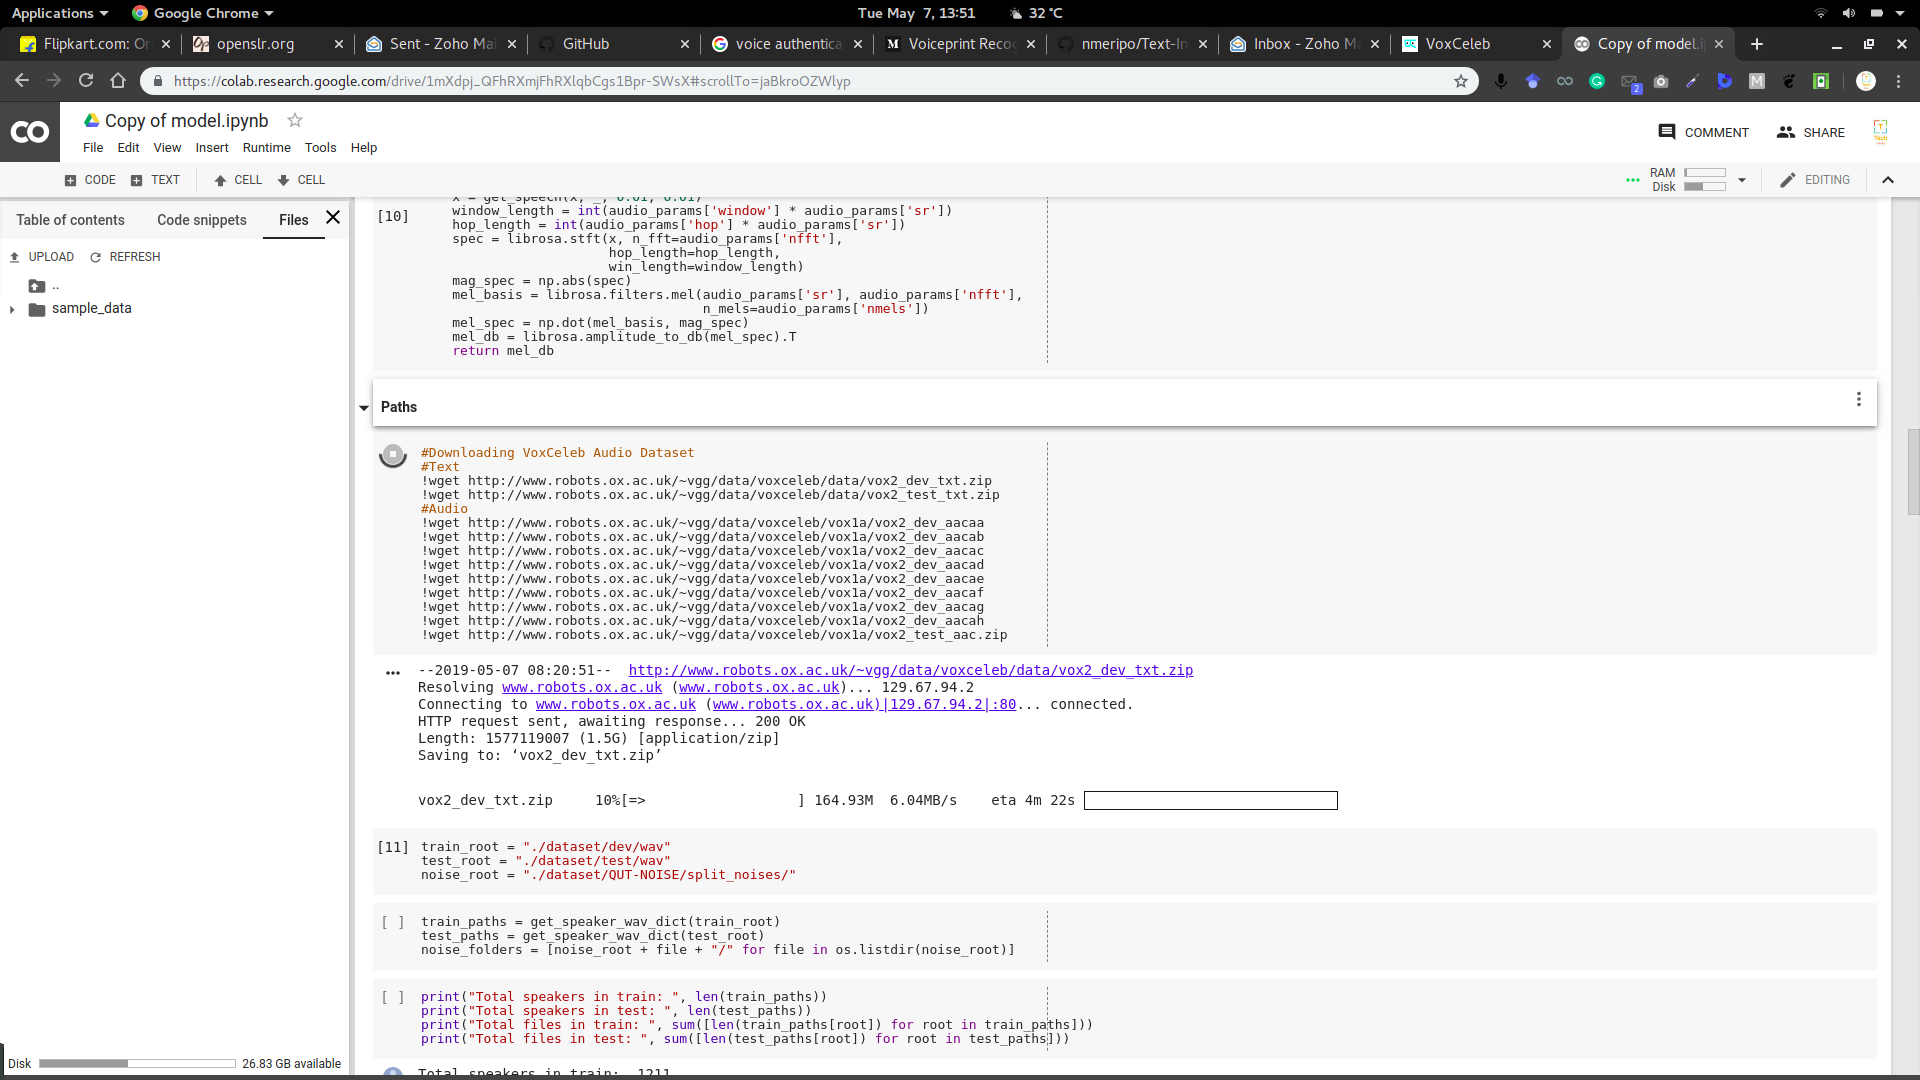 Applications
Google Chrome
Tue May 7, 13:51
32 °C
Flipkart.com: Or
openslr.org
Sent - Zoho Mai
GitHub
voice authentica
Voiceprint Recog
nmeripo/Text-In
Inbox - Zoho Ma
VoxCeleb
Copy of model.i
https://colab.research.google.com/drive/1mXdpj_QFhRXmjFhRXlqbCgs1Bpr-SWsX#scrollTo=jaBkroOZWlyp
2
CO
Copy of model.ipynb
COMMENT
SHARE
File Edit View Insert Runtime Tools Help
CODE TEXT CELL CELL
RAM
Disk
EDITING
Table of contents Code snippets Files
UPLOAD REFRESH
..
sample_data
Disk 26.83 GB available
x = get_speech(x, _, 0.01, 0.01)
[10]
window_length = int(audio_params['window'] * audio_params['sr'])
hop_length = int(audio_params['hop'] * audio_params['sr'])
spec = librosa.stft(x, n_fft=audio_params['nfft'],
hop_length=hop_length,
win_length=window_length)
mag_spec = np.abs(spec)
mel_basis = librosa.filters.mel(audio_params['sr'], audio_params['nfft'],
n_mels=audio_params['nmels'])
mel_spec = np.dot(mel_basis, mag_spec)
mel_db = librosa.amplitude_to_db(mel_spec).T
return mel_db
Paths
#Downloading VoxCeleb Audio Dataset
#Text
!wget http://www.robots.ox.ac.uk/~vgg/data/voxceleb/data/vox2_dev_txt.zip
!wget http://www.robots.ox.ac.uk/~vgg/data/voxceleb/data/vox2_test_txt.zip
#Audio
!wget http://www.robots.ox.ac.uk/~vgg/data/voxceleb/vox1a/vox2_dev_aacaa
!wget http://www.robots.ox.ac.uk/~vgg/data/voxceleb/vox1a/vox2_dev_aacab
!wget http://www.robots.ox.ac.uk/~vgg/data/voxceleb/vox1a/vox2_dev_aacac
!wget http://www.robots.ox.ac.uk/~vgg/data/voxceleb/vox1a/vox2_dev_aacad
!wget http://www.robots.ox.ac.uk/~vgg/data/voxceleb/vox1a/vox2_dev_aacae
!wget http://www.robots.ox.ac.uk/~vgg/data/voxceleb/vox1a/vox2_dev_aacaf
!wget http://www.robots.ox.ac.uk/~vgg/data/voxceleb/vox1a/vox2_dev_aacag
!wget http://www.robots.ox.ac.uk/~vgg/data/voxceleb/vox1a/vox2_dev_aacah
!wget http://www.robots.ox.ac.uk/~vgg/data/voxceleb/vox1a/vox2_test_aac.zip
--2019-05-07 08:20:51-- http://www.robots.ox.ac.uk/~vgg/data/voxceleb/data/vox2_dev_txt.zip
Resolving www.robots.ox.ac.uk (www.robots.ox.ac.uk)... 129.67.94.2
Connecting to www.robots.ox.ac.uk (www.robots.ox.ac.uk)|129.67.94.2|:80... connected.
HTTP request sent, awaiting response... 200 OK
Length: 1577119007 (1.5G) [application/zip]
Saving to: ‘vox2_dev_txt.zip’
vox2_dev_txt.zip 10%[=> ] 164.93M 6.04MB/s eta 4m 22s
[11] train_root = "./dataset/dev/wav"
test_root = "./dataset/test/wav"
noise_root = "./dataset/QUT-NOISE/split_noises/"
[ ] train_paths = get_speaker_wav_dict(train_root)
test_paths = get_speaker_wav_dict(test_root)
noise_folders = [noise_root + file + "/" for file in os.listdir(noise_root)]
[ ] print("Total speakers in train: ", len(train_paths))
print("Total speakers in test: ", len(test_paths))
print("Total files in train: ", sum([len(train_paths[root]) for root in train_paths]))
print("Total files in test: ", sum([len(test_paths[root]) for root in test_paths]))
Total speakers in train: 1211